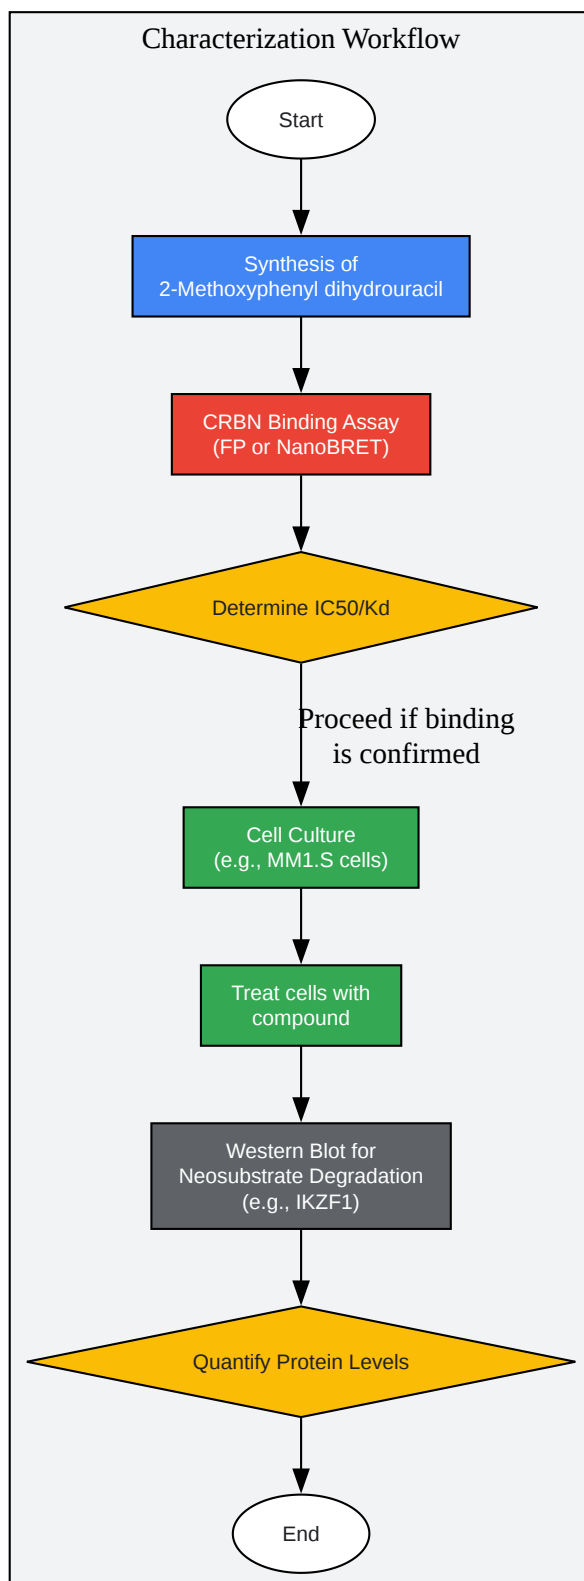 Characterization Workflow
Start
Synthesis of
2-Methoxyphenyl dihydrouracil
CRBN Binding Assay
(FP or NanoBRET)
Determine IC50/Kd
Proceed if binding
is confirmed
Cell Culture
(e.g., MM1.S cells)
Treat cells with
compound
Western Blot for
Neosubstrate Degradation
(e.g., IKZF1)
Quantify Protein Levels
End